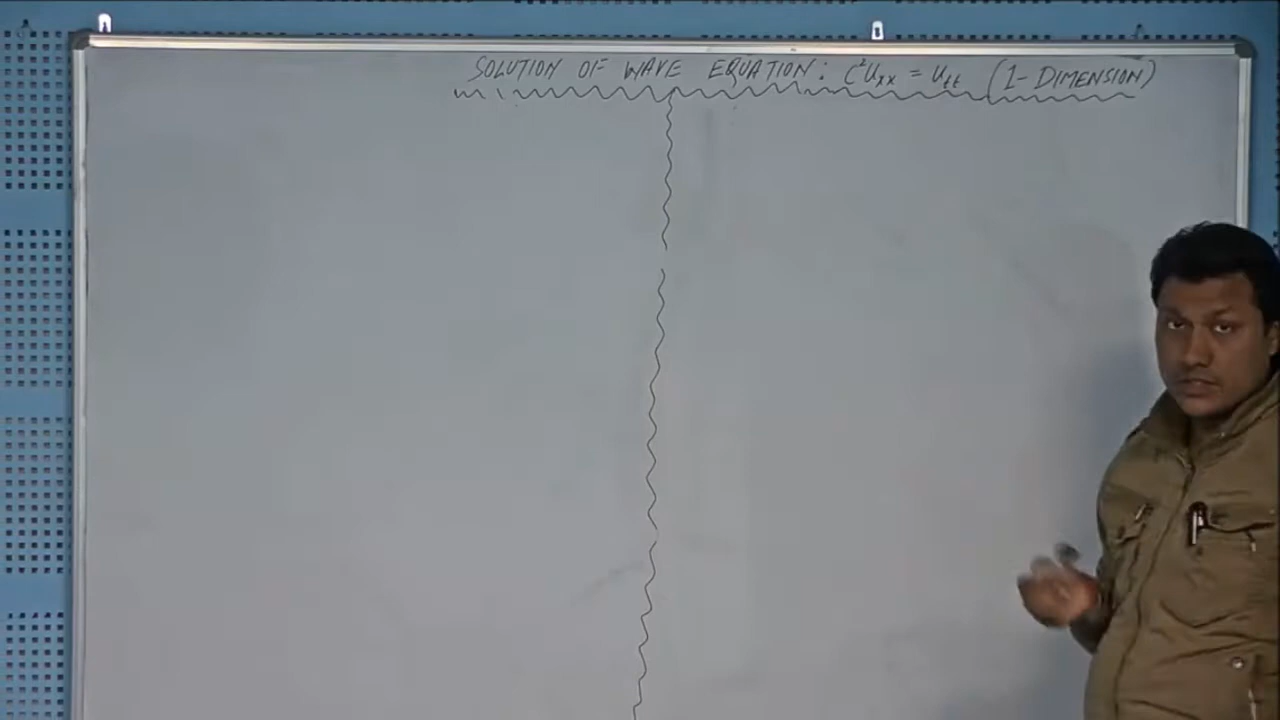 SOLUTION OF WAVE EQUATION: C²Uxx = Utt (1-DIMENSION)